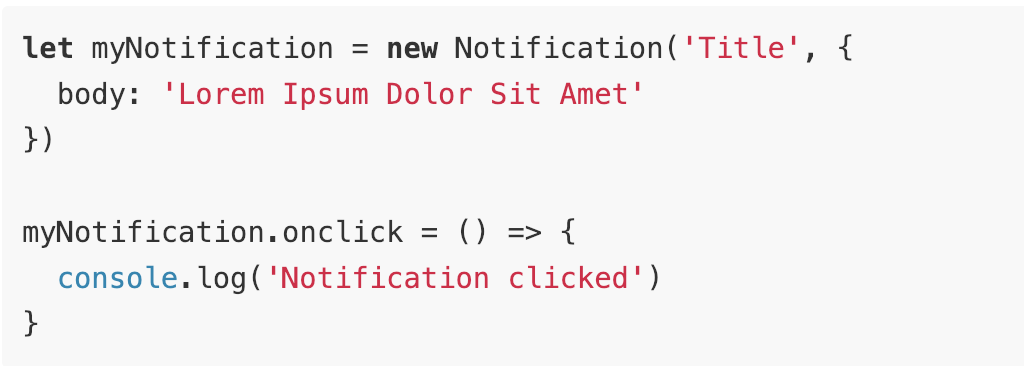 let myNotification = new Notification('Title', {
  body: 'Lorem Ipsum Dolor Sit Amet'
})

myNotification.onclick = () => {
  console.log('Notification clicked')
}